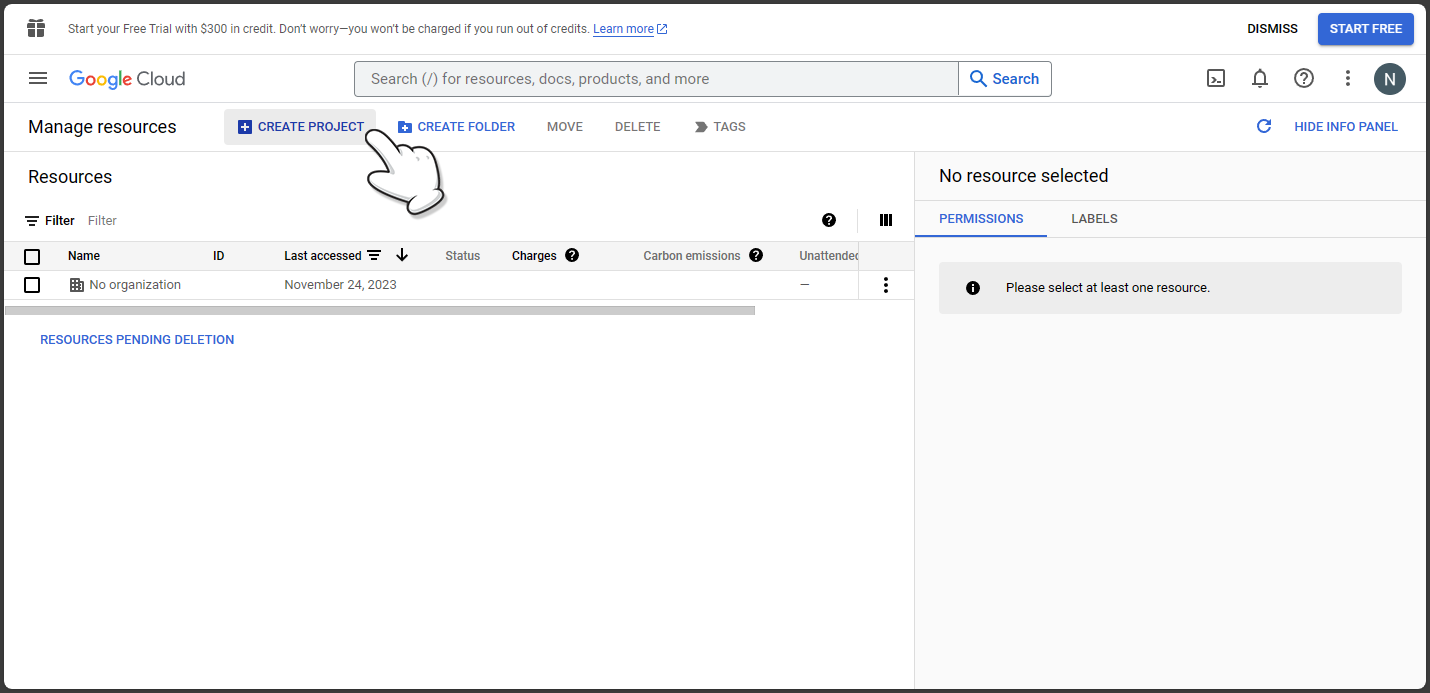 Start your Free Trial with $300 in credit. Don't worry—you won't be charged if you run out of credits. Learn more
DISMISS
START FREE
Google Cloud
Search (/) for resources, docs, products, and more
Search
N
Manage resources
CREATE PROJECT
CREATE FOLDER
MOVE
DELETE
TAGS
HIDE INFO PANEL
Resources
Filter Filter
Name ID Last accessed Status Charges Carbon emissions Unattended
No organization November 24, 2023 —
RESOURCES PENDING DELETION
No resource selected
PERMISSIONS LABELS
Please select at least one resource.